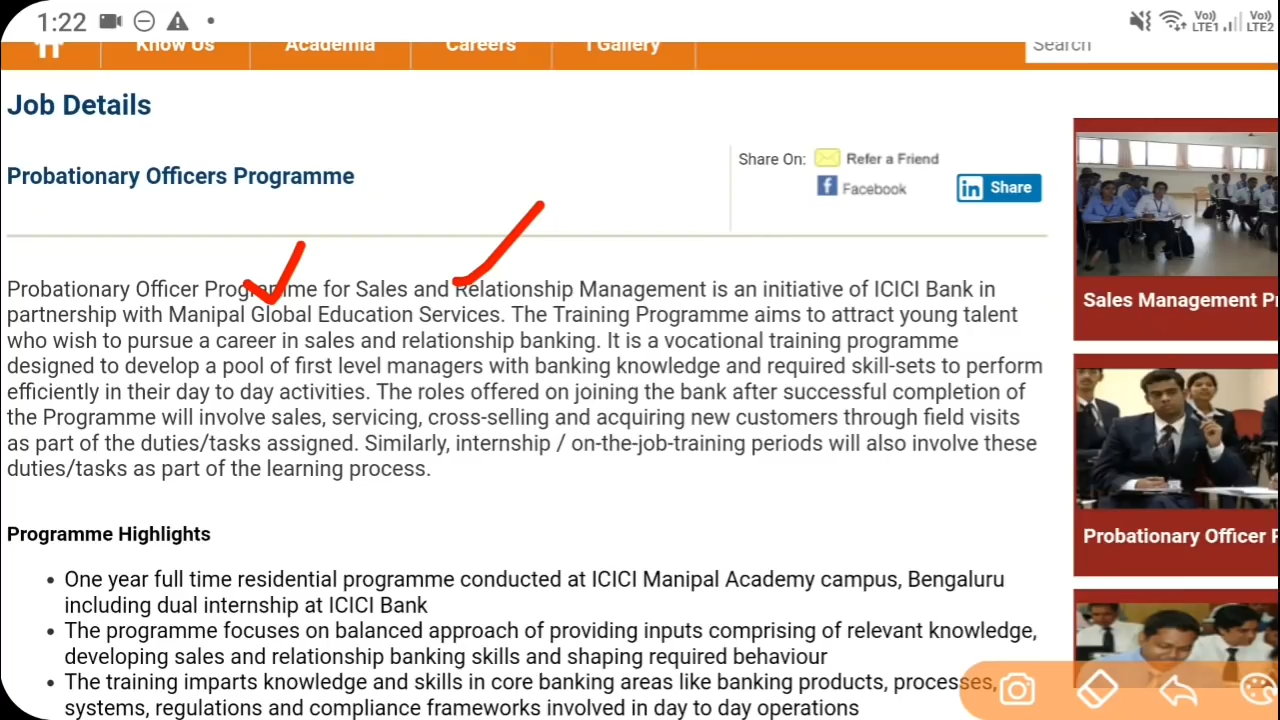 1:22
Vo)) LTE1
Vo)) LTE2
Know Us
Academia
Careers
Gallery
Search
Job Details
Probationary Officers Programme
Share On:
Refer a Friend
Facebook
in Share
Probationary Officer Programme for Sales and Relationship Management is an initiative of ICICI Bank in
partnership with Manipal Global Education Services. The Training Programme aims to attract young talent
who wish to pursue a career in sales and relationship banking. It is a vocational training programme
designed to develop a pool of first level managers with banking knowledge and required skill-sets to perform
efficiently in their day to day activities. The roles offered on joining the bank after successful completion of
the Programme will involve sales, servicing, cross-selling and acquiring new customers through field visits
as part of the duties/tasks assigned. Similarly, internship / on-the-job-training periods will also involve these
duties/tasks as part of the learning process.
Programme Highlights
• One year full time residential programme conducted at ICICI Manipal Academy campus, Bengaluru
including dual internship at ICICI Bank
• The programme focuses on balanced approach of providing inputs comprising of relevant knowledge,
developing sales and relationship banking skills and shaping required behaviour
• The training imparts knowledge and skills in core banking areas like banking products, processes,
systems, regulations and compliance frameworks involved in day to day operations
Sales Management P
Probationary Officer